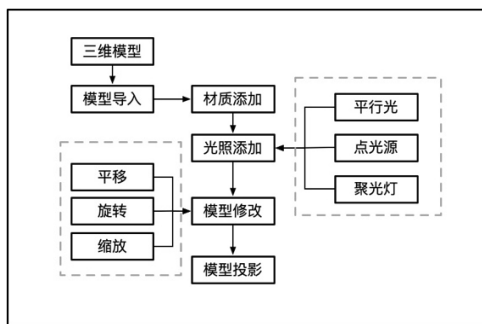 三维模型
模型导入
材质添加
平行光
光照添加
点光源
聚光灯
平移
旋转
模型修改
缩放
模型投影